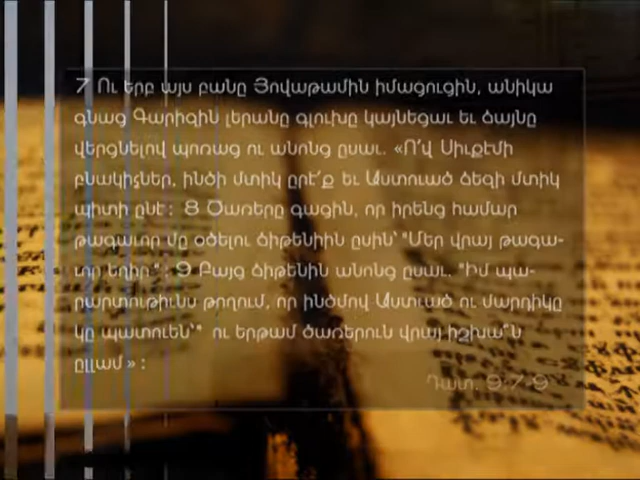 7 Ու երբ այս բանը Յովաթամին իմացուցին, անիկա
գնաց Գարիզին լերանը գլուխը կայնեցաւ եւ ձայնը
վերցնելով պոռաց ու անոնց ըսաւ. «Ո՛վ Սիւքէմի
բնակիչներ, ինծի մտիկ ըրէ՛ք եւ Աստուած ձեզի մտիկ
պիտի ընէ : 8 Ծառերը գացին, որ իրենց համար
թագաւոր մը օծելու ձիթենիին ըսին՝ "Մեր վրայ թագա-
ւոր եղիր" : 9 Բայց ձիթենին անոնց ըսաւ. "Իմ պա-
րարտութիւնս թողում, որ ինծմով Աստուած ու մարդիկը
կը պատուեն՝" ու երթամ ծառերուն վրայ իշխա՞ն
ըլլամ» :
Դատ. 9:7-9